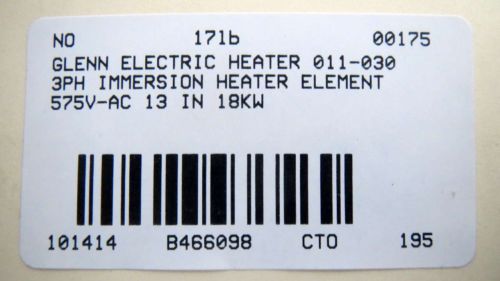 NO 17lb 00175
GLENN ELECTRIC HEATER 011-030
3PH IMMERSION HEATER ELEMENT
575V-AC 13 IN 18KW
101414 B466098 CTO 195